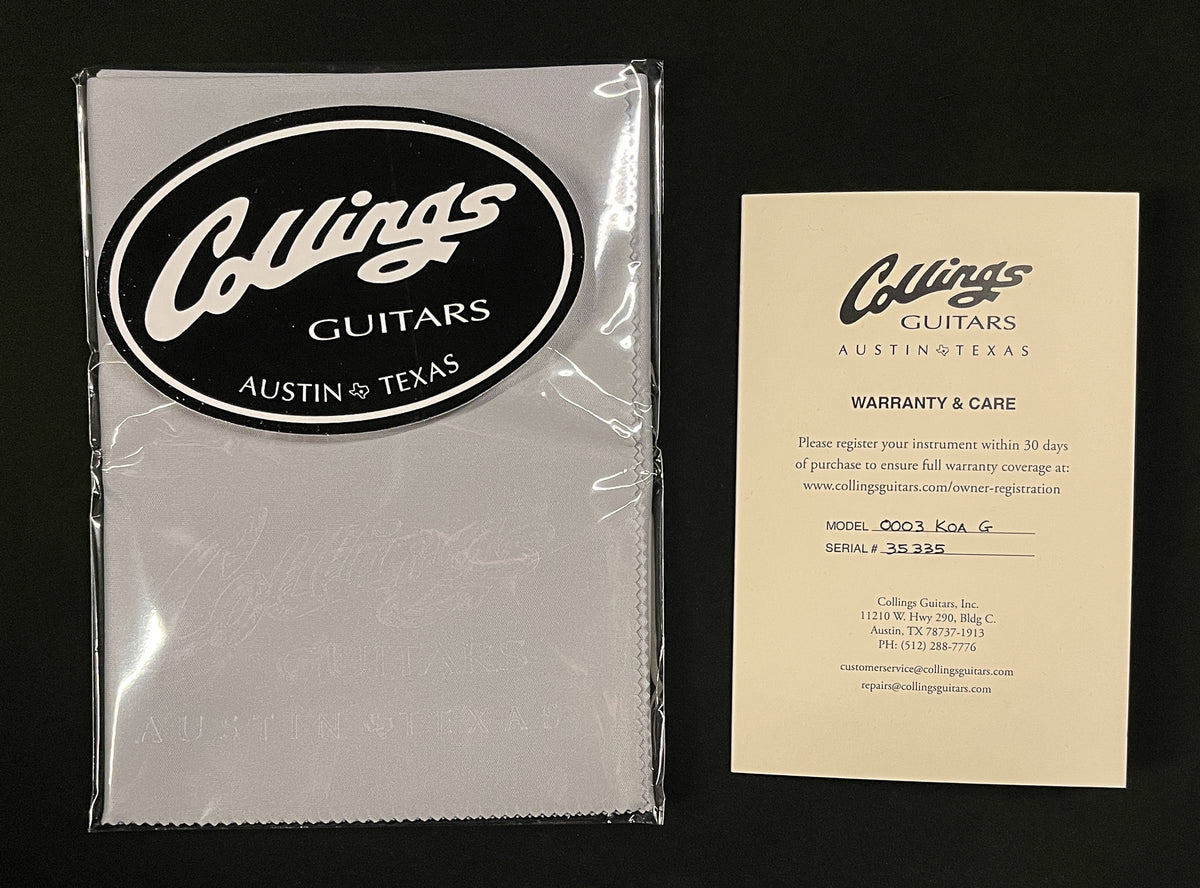 Collings
GUITARS
AUSTIN TEXAS
Collings
GUITARS
AUSTIN TEXAS
Collings
GUITARS
AUSTIN TEXAS
WARRANTY & CARE
Please register your instrument within 30 days
of purchase to ensure full warranty coverage at:
www.collingsguitars.com/owner-registration
MODEL 0003 KOA G
SERIAL # 35335
Collings Guitars, Inc.
11210 W. Hwy 290, Bldg C.
Austin, TX 78737-1913
PH: (512) 288-7776
customerservice@collingsguitars.com
repairs@collingsguitars.com